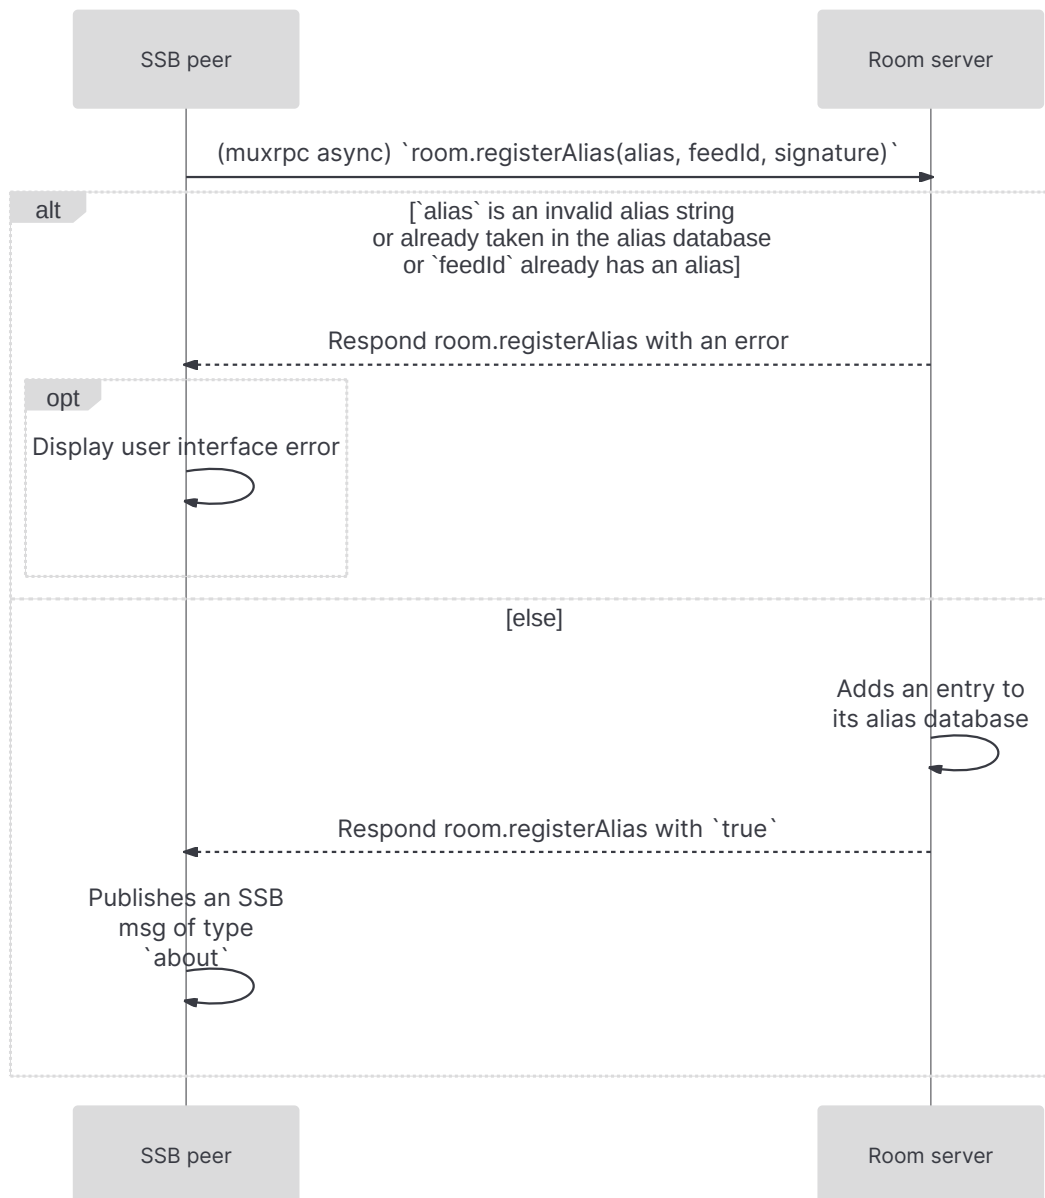 SSB peer
Room server
(muxrpc async) `room.registerAlias(alias, feedId, signature)`
alt
[`alias` is an invalid alias string
or already taken in the alias database
or `feedId` already has an alias]
Respond room.registerAlias with an error
opt
Display user interface error
[else]
Adds an entry to
its alias database
Respond room.registerAlias with `true`
Publishes an SSB
msg of type
`about`
SSB peer
Room server